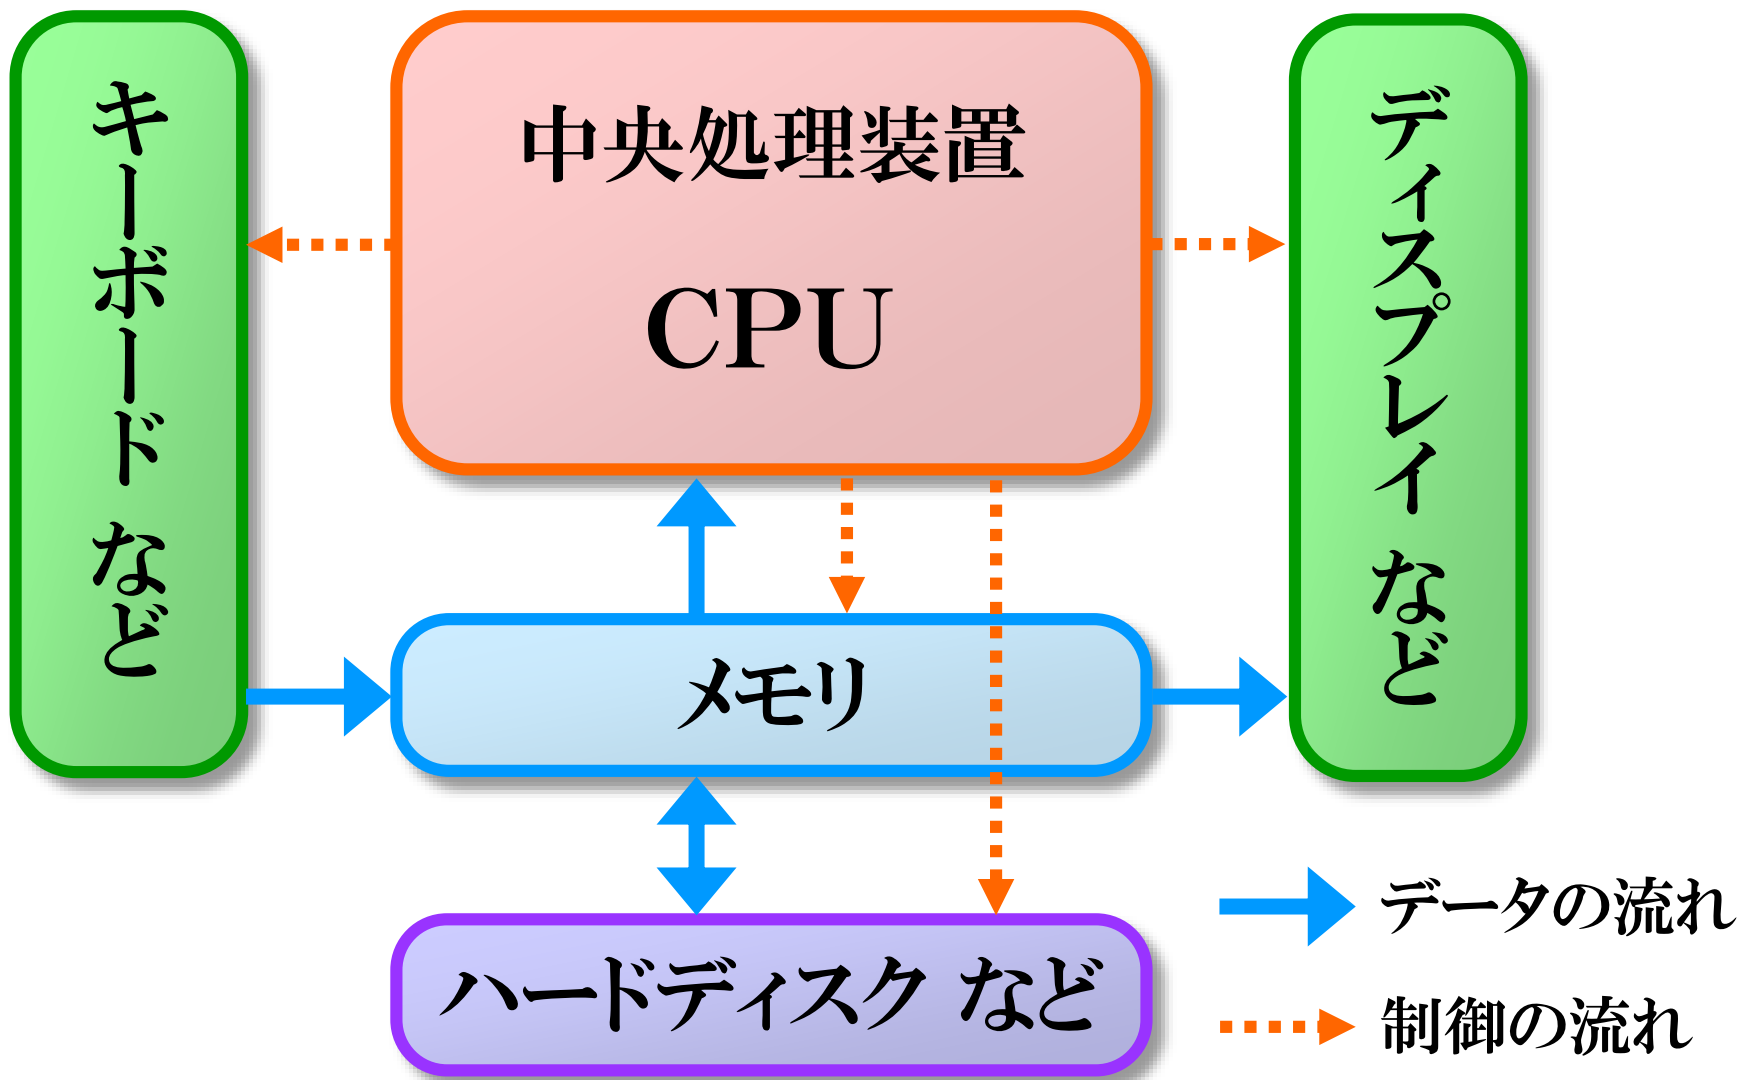 キーボード など
中央処理装置
CPU
ディスプレイ など
メモリ
ハードディスク など
データの流れ
制御の流れ